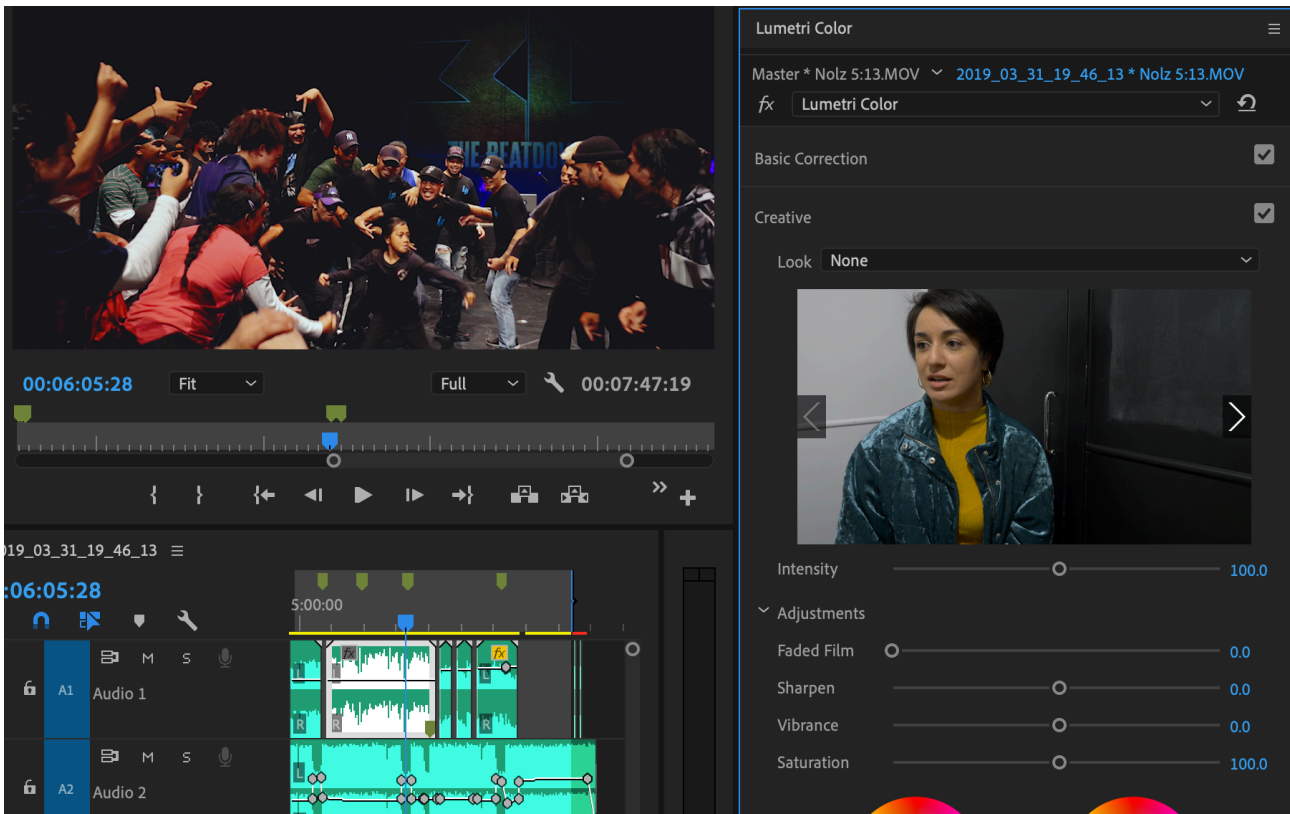 THE BEATDOW
00:06:05:28
Fit
Full
00:07:47:19
019_03_31_19_46_13
:06:05:28
5:00:00
fx
fx
M
S
A1
Audio 1
L
L
L
R
R
R
M
S
A2
Audio 2
L
Lumetri Color
Master * Nolz 5:13.MOV
2019_03_31_19_46_13 * Nolz 5:13.MOV
fx
Lumetri Color
Basic Correction
Creative
Look
None
Intensity
100.0
Adjustments
Faded Film
0.0
Sharpen
0.0
Vibrance
0.0
Saturation
100.0